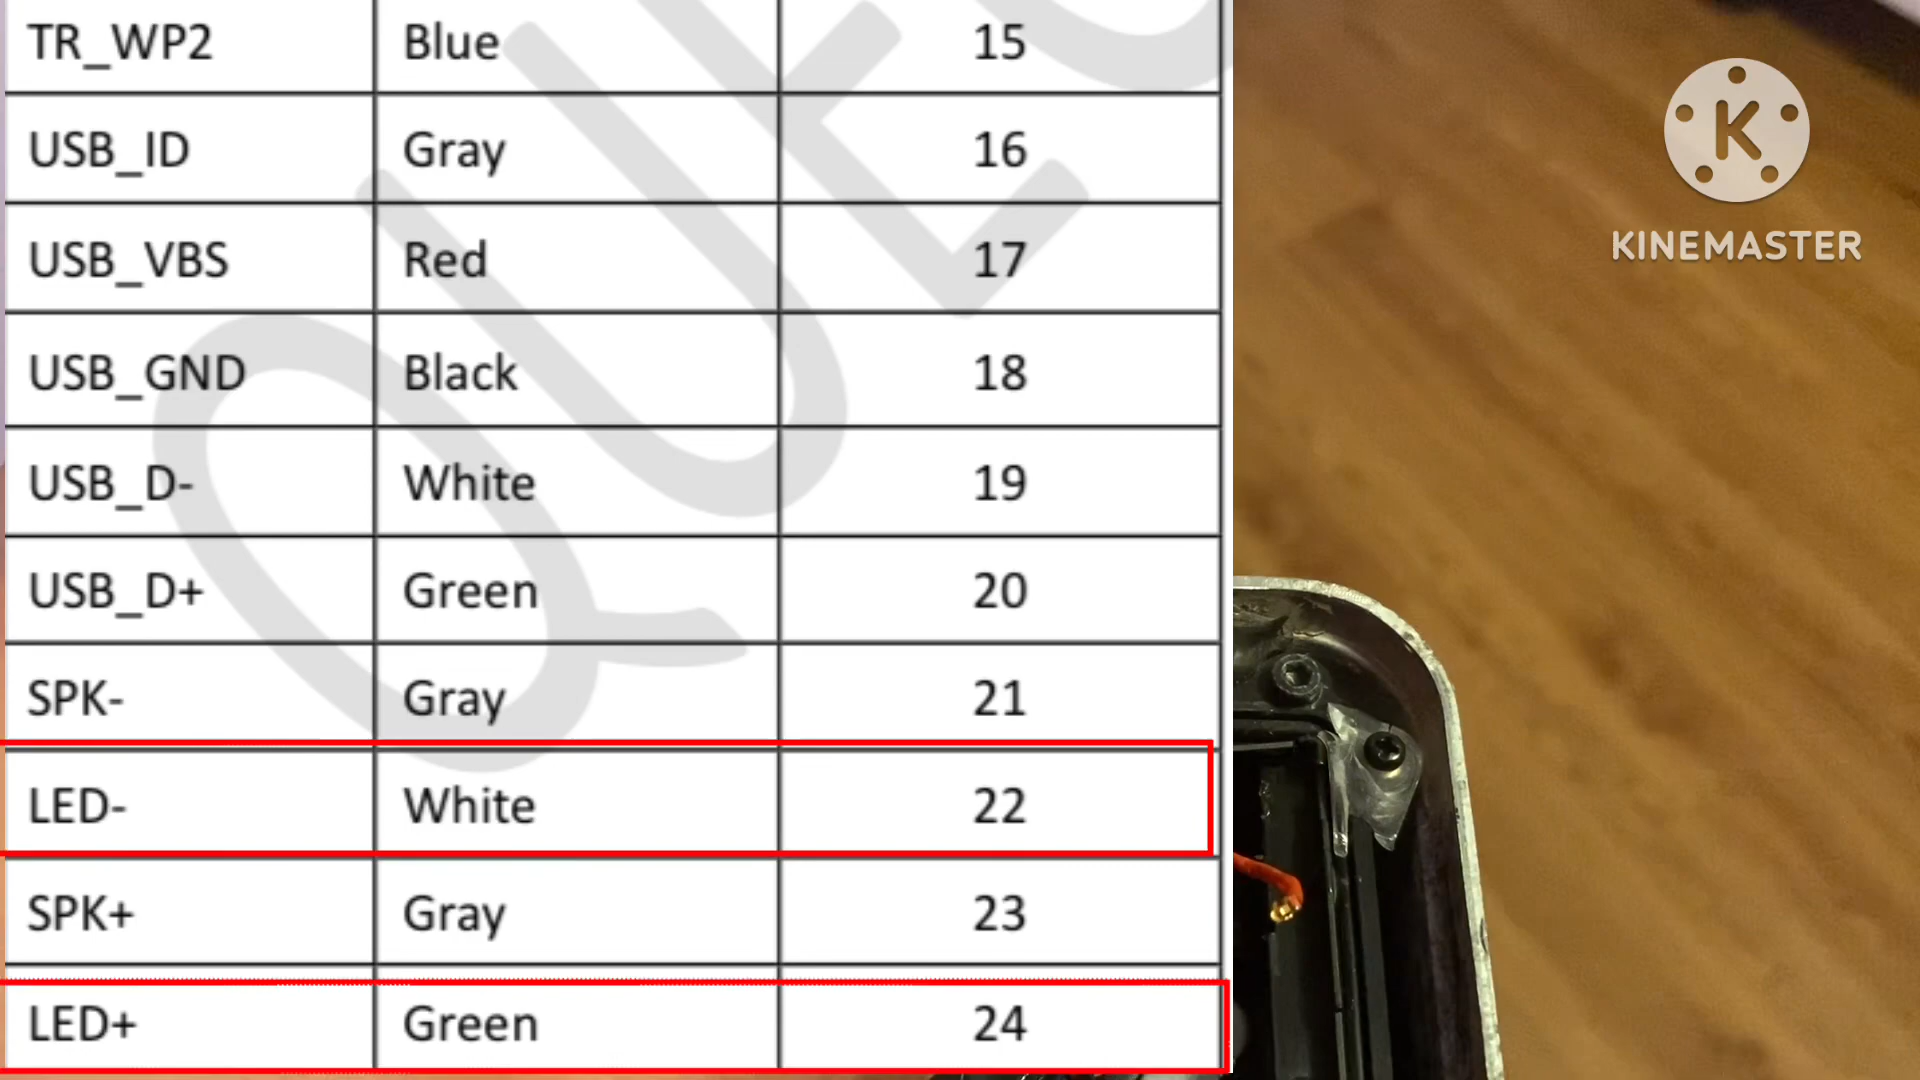 TR_WP2 Blue 15
USB_ID Gray 16
USB_VBS Red 17
USB_GND Black 18
USB_D- White 19
USB_D+ Green 20
SPK- Gray 21
LED- White 22
SPK+ Gray 23
LED+ Green 24
K
KINEMASTER